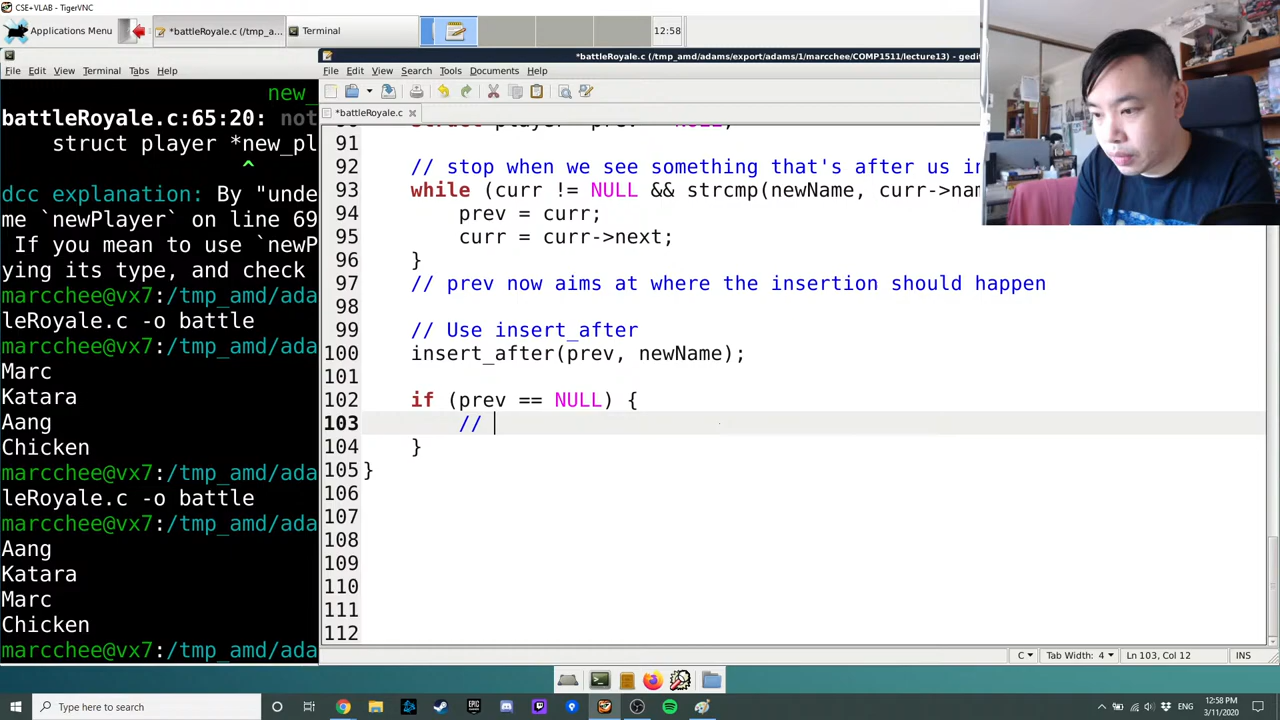 CSE+VLAB - TigerVNC
Applications Menu
*battleRoyale.c (/tmp_a...
Terminal
12:58
*battleRoyale.c (/tmp_amd/adams/export/adams/1/marcchee/COMP1511/lecture13) - gedit
File Edit View Terminal Tabs Help
File Edit View Search Tools Documents Help
*battleRoyale.c
new_
battleRoyale.c:65:20: not
struct player *new_pl
^
dcc explanation: By "unde
me `newPlayer` on line 69
If you mean to use `newP
ying its type, and check
marcchee@vx7:/tmp_amd/ada
leRoyale.c -o battle
marcchee@vx7:/tmp_amd/ada
Marc
Katara
Aang
Chicken
marcchee@vx7:/tmp_amd/ada
leRoyale.c -o battle
marcchee@vx7:/tmp_amd/ada
Aang
Katara
Marc
Chicken
marcchee@vx7:/tmp_amd/ada
91
92 // stop when we see something that's after us in
93 while (curr != NULL && strcmp(newName, curr->nam
94 prev = curr;
95 curr = curr->next;
96 }
97 // prev now aims at where the insertion should happen
98
99 // Use insert_after
100 insert_after(prev, newName);
101
102 if (prev == NULL) {
103 //
104 }
105 }
106
107
108
109
110
111
112
C Tab Width: 4 Ln 103, Col 12 INS
Type here to search
12:58 PM
3/11/2020